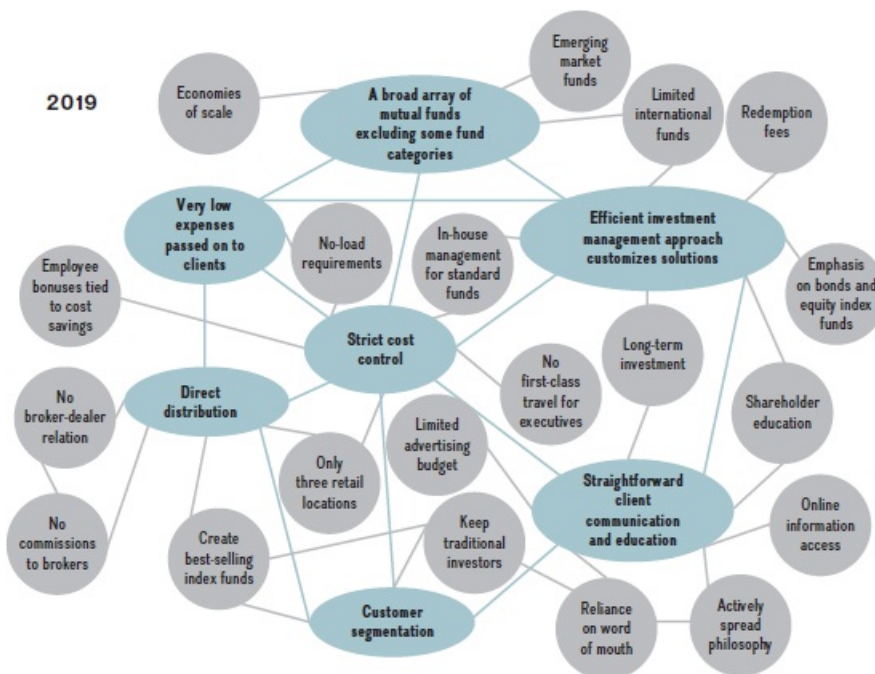 2019
Economies
of scale
A broad array of
mutual funds
excluding some fund
categories
Emerging
market
funds
Limited
international
funds
Redemption
fees
Very low
expenses
passed on to
clients
No-load
requirements
In-house
management
for standard
funds
Efficient investment
management approach
customizes solutions
Employee
bonuses tied
to cost
savings
Emphasis
on bonds and
equity index
funds
Strict cost
control
Long-term
investment
No
first-class
travel for
executives
Direct
distribution
No
broker-dealer
relation
Limited
advertising
budget
Shareholder
education
Only
three retail
locations
Straightforward
client
communication
and education
Online
information
access
No
commissions
to brokers
Create
best-selling
index funds
Keep
traditional
investors
Customer
segmentation
Reliance
on word
of mouth
Actively
spread
philosophy